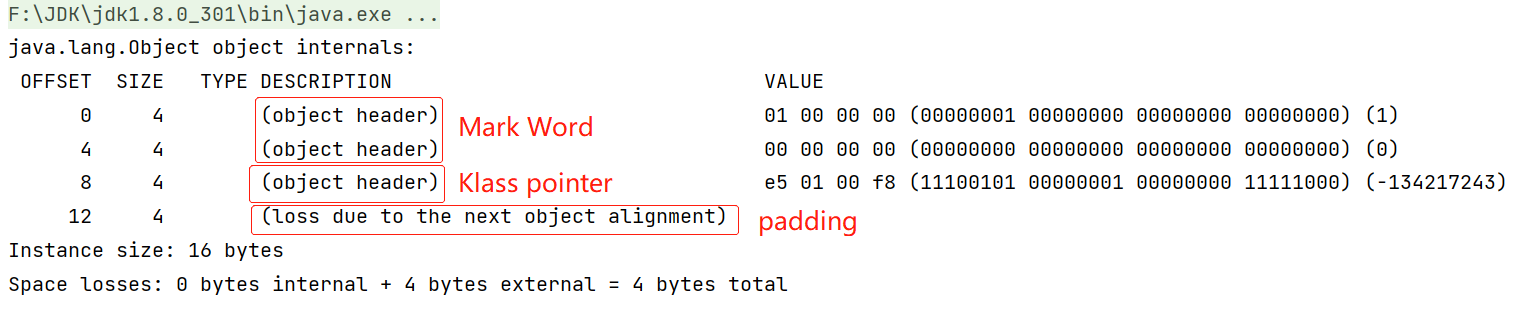 F:\JDK\jdk1.8.0_301\bin\java.exe ...
java.lang.Object object internals:
OFFSET SIZE TYPE DESCRIPTION VALUE
0 4 (object header) 01 00 00 00 (00000001 00000000 00000000 00000000) (1)
Mark Word
4 4 (object header) 00 00 00 00 (00000000 00000000 00000000 00000000) (0)
8 4 (object header) Klass pointer e5 01 00 f8 (11100101 00000001 00000000 11111000) (-134217243)
12 4 (loss due to the next object alignment) padding
Instance size: 16 bytes
Space losses: 0 bytes internal + 4 bytes external = 4 bytes total